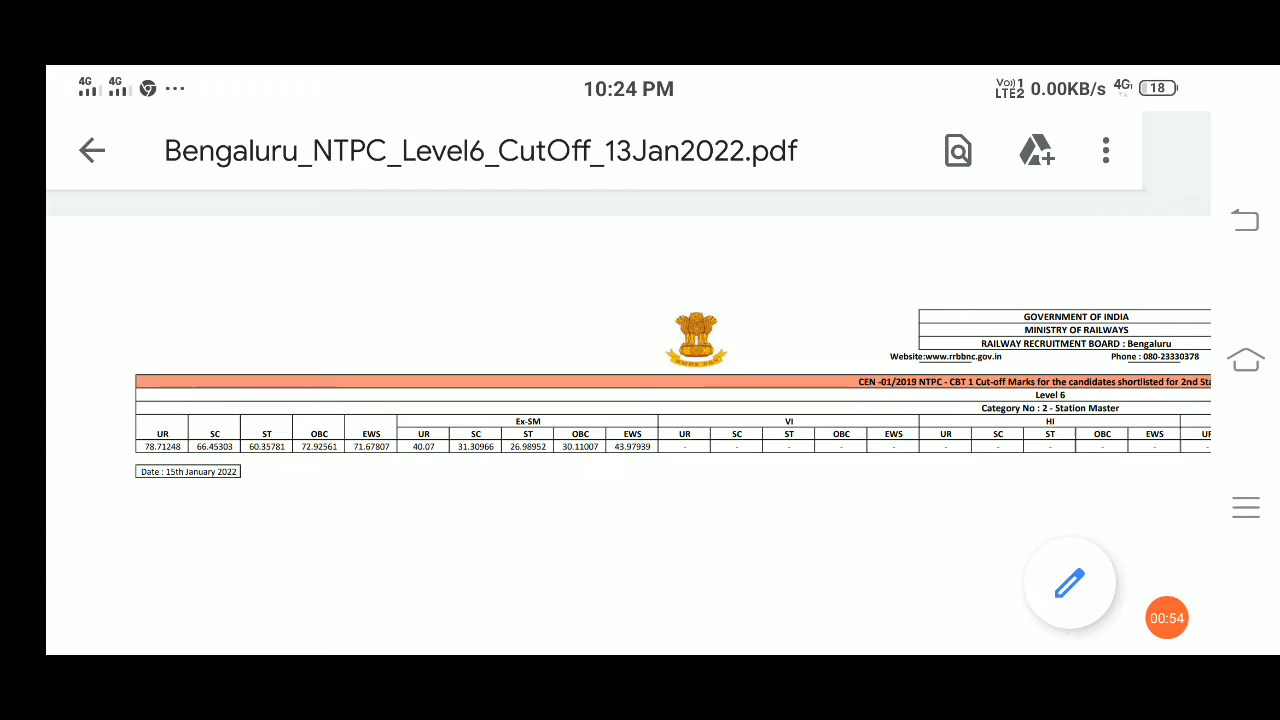 4G 4G ... 10:24 PM Vo)) 1 LTE2 0.00KB/s 4G 18
Bengaluru_NTPC_Level6_CutOff_13Jan2022.pdf
GOVERNMENT OF INDIA
MINISTRY OF RAILWAYS
RAILWAY RECRUITMENT BOARD : Bengaluru
Website:www.rrbbnc.gov.in Phone : 080-23330378
CEN -01/2019 NTPC - CBT 1 Cut-off Marks for the candidates shortlisted for 2nd Sta
Level 6
Category No : 2 - Station Master
Ex-SM VI HI
UR SC ST OBC EWS UR SC ST OBC EWS UR SC ST OBC EWS UR SC ST OBC EWS UR
78.71248 66.45303 60.35781 72.92561 71.67807 40.07 31.30966 26.98952 30.11007 43.97939 - - - - - - - - - - -
Date : 15th January 2022
00:54